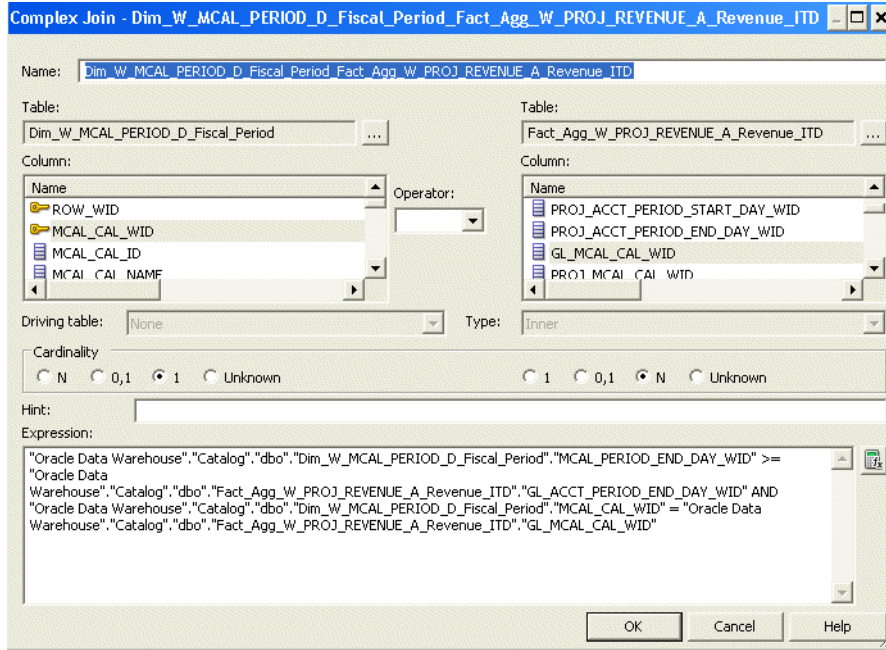 Complex Join - Dim_W_MCAL_PERIOD_D_Fiscal_Period_Fact_Agg_W_PROJ_REVENUE_A_Revenue_ITD
Name: Dim_W_MCAL_PERIOD_D_Fiscal_Period_Fact_Agg_W_PROJ_REVENUE_A_Revenue_ITD
Table: Table:
Dim_W_MCAL_PERIOD_D_Fiscal_Period ... Fact_Agg_W_PROJ_REVENUE_A_Revenue_ITD ...
Column: Column:
Name Operator: Name
ROW_WID PROJ_ACCT_PERIOD_START_DAY_WID
MCAL_CAL_WID PROJ_ACCT_PERIOD_END_DAY_WID
MCAL_CAL_ID GL_MCAL_CAL_WID
MCAL_CAL_NAME PROJ_MCAL_CAL_WID
Driving table: None Type: Inner
Cardinality
N 0,1 1 Unknown 1 0,1 N Unknown
Hint:
Expression:
"Oracle Data Warehouse"."Catalog"."dbo"."Dim_W_MCAL_PERIOD_D_Fiscal_Period"."MCAL_PERIOD_END_DAY_WID" >=
"Oracle Data
Warehouse"."Catalog"."dbo"."Fact_Agg_W_PROJ_REVENUE_A_Revenue_ITD"."GL_ACCT_PERIOD_END_DAY_WID" AND
"Oracle Data Warehouse"."Catalog"."dbo"."Dim_W_MCAL_PERIOD_D_Fiscal_Period"."MCAL_CAL_WID" = "Oracle Data
Warehouse"."Catalog"."dbo"."Fact_Agg_W_PROJ_REVENUE_A_Revenue_ITD"."GL_MCAL_CAL_WID"
OK Cancel Help